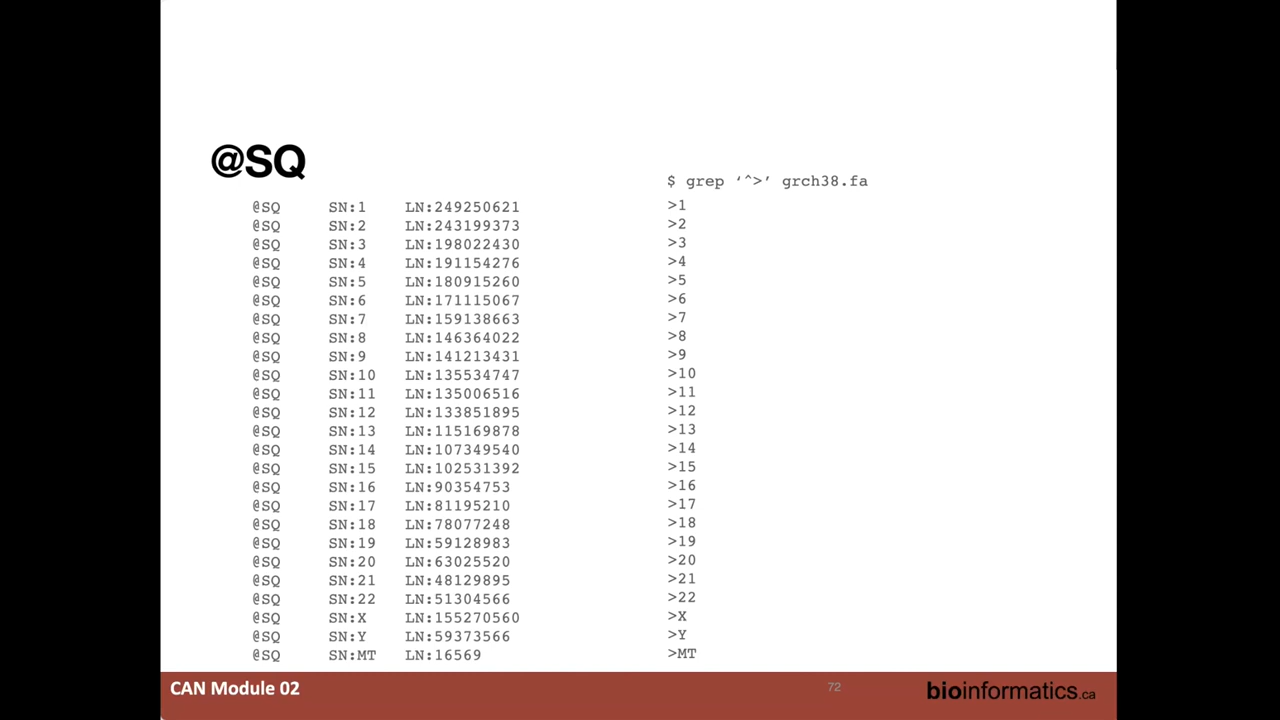 @SQ
@SQ SN:1 LN:249250621
@SQ SN:2 LN:243199373
@SQ SN:3 LN:198022430
@SQ SN:4 LN:191154276
@SQ SN:5 LN:180915260
@SQ SN:6 LN:171115067
@SQ SN:7 LN:159138663
@SQ SN:8 LN:146364022
@SQ SN:9 LN:141213431
@SQ SN:10 LN:135534747
@SQ SN:11 LN:135006516
@SQ SN:12 LN:133851895
@SQ SN:13 LN:115169878
@SQ SN:14 LN:107349540
@SQ SN:15 LN:102531392
@SQ SN:16 LN:90354753
@SQ SN:17 LN:81195210
@SQ SN:18 LN:78077248
@SQ SN:19 LN:59128983
@SQ SN:20 LN:63025520
@SQ SN:21 LN:48129895
@SQ SN:22 LN:51304566
@SQ SN:X LN:155270560
@SQ SN:Y LN:59373566
@SQ SN:MT LN:16569
$ grep ‘^>’ grch38.fa
>1
>2
>3
>4
>5
>6
>7
>8
>9
>10
>11
>12
>13
>14
>15
>16
>17
>18
>19
>20
>21
>22
>X
>Y
>MT
CAN Module 02
72
bioinformatics.ca